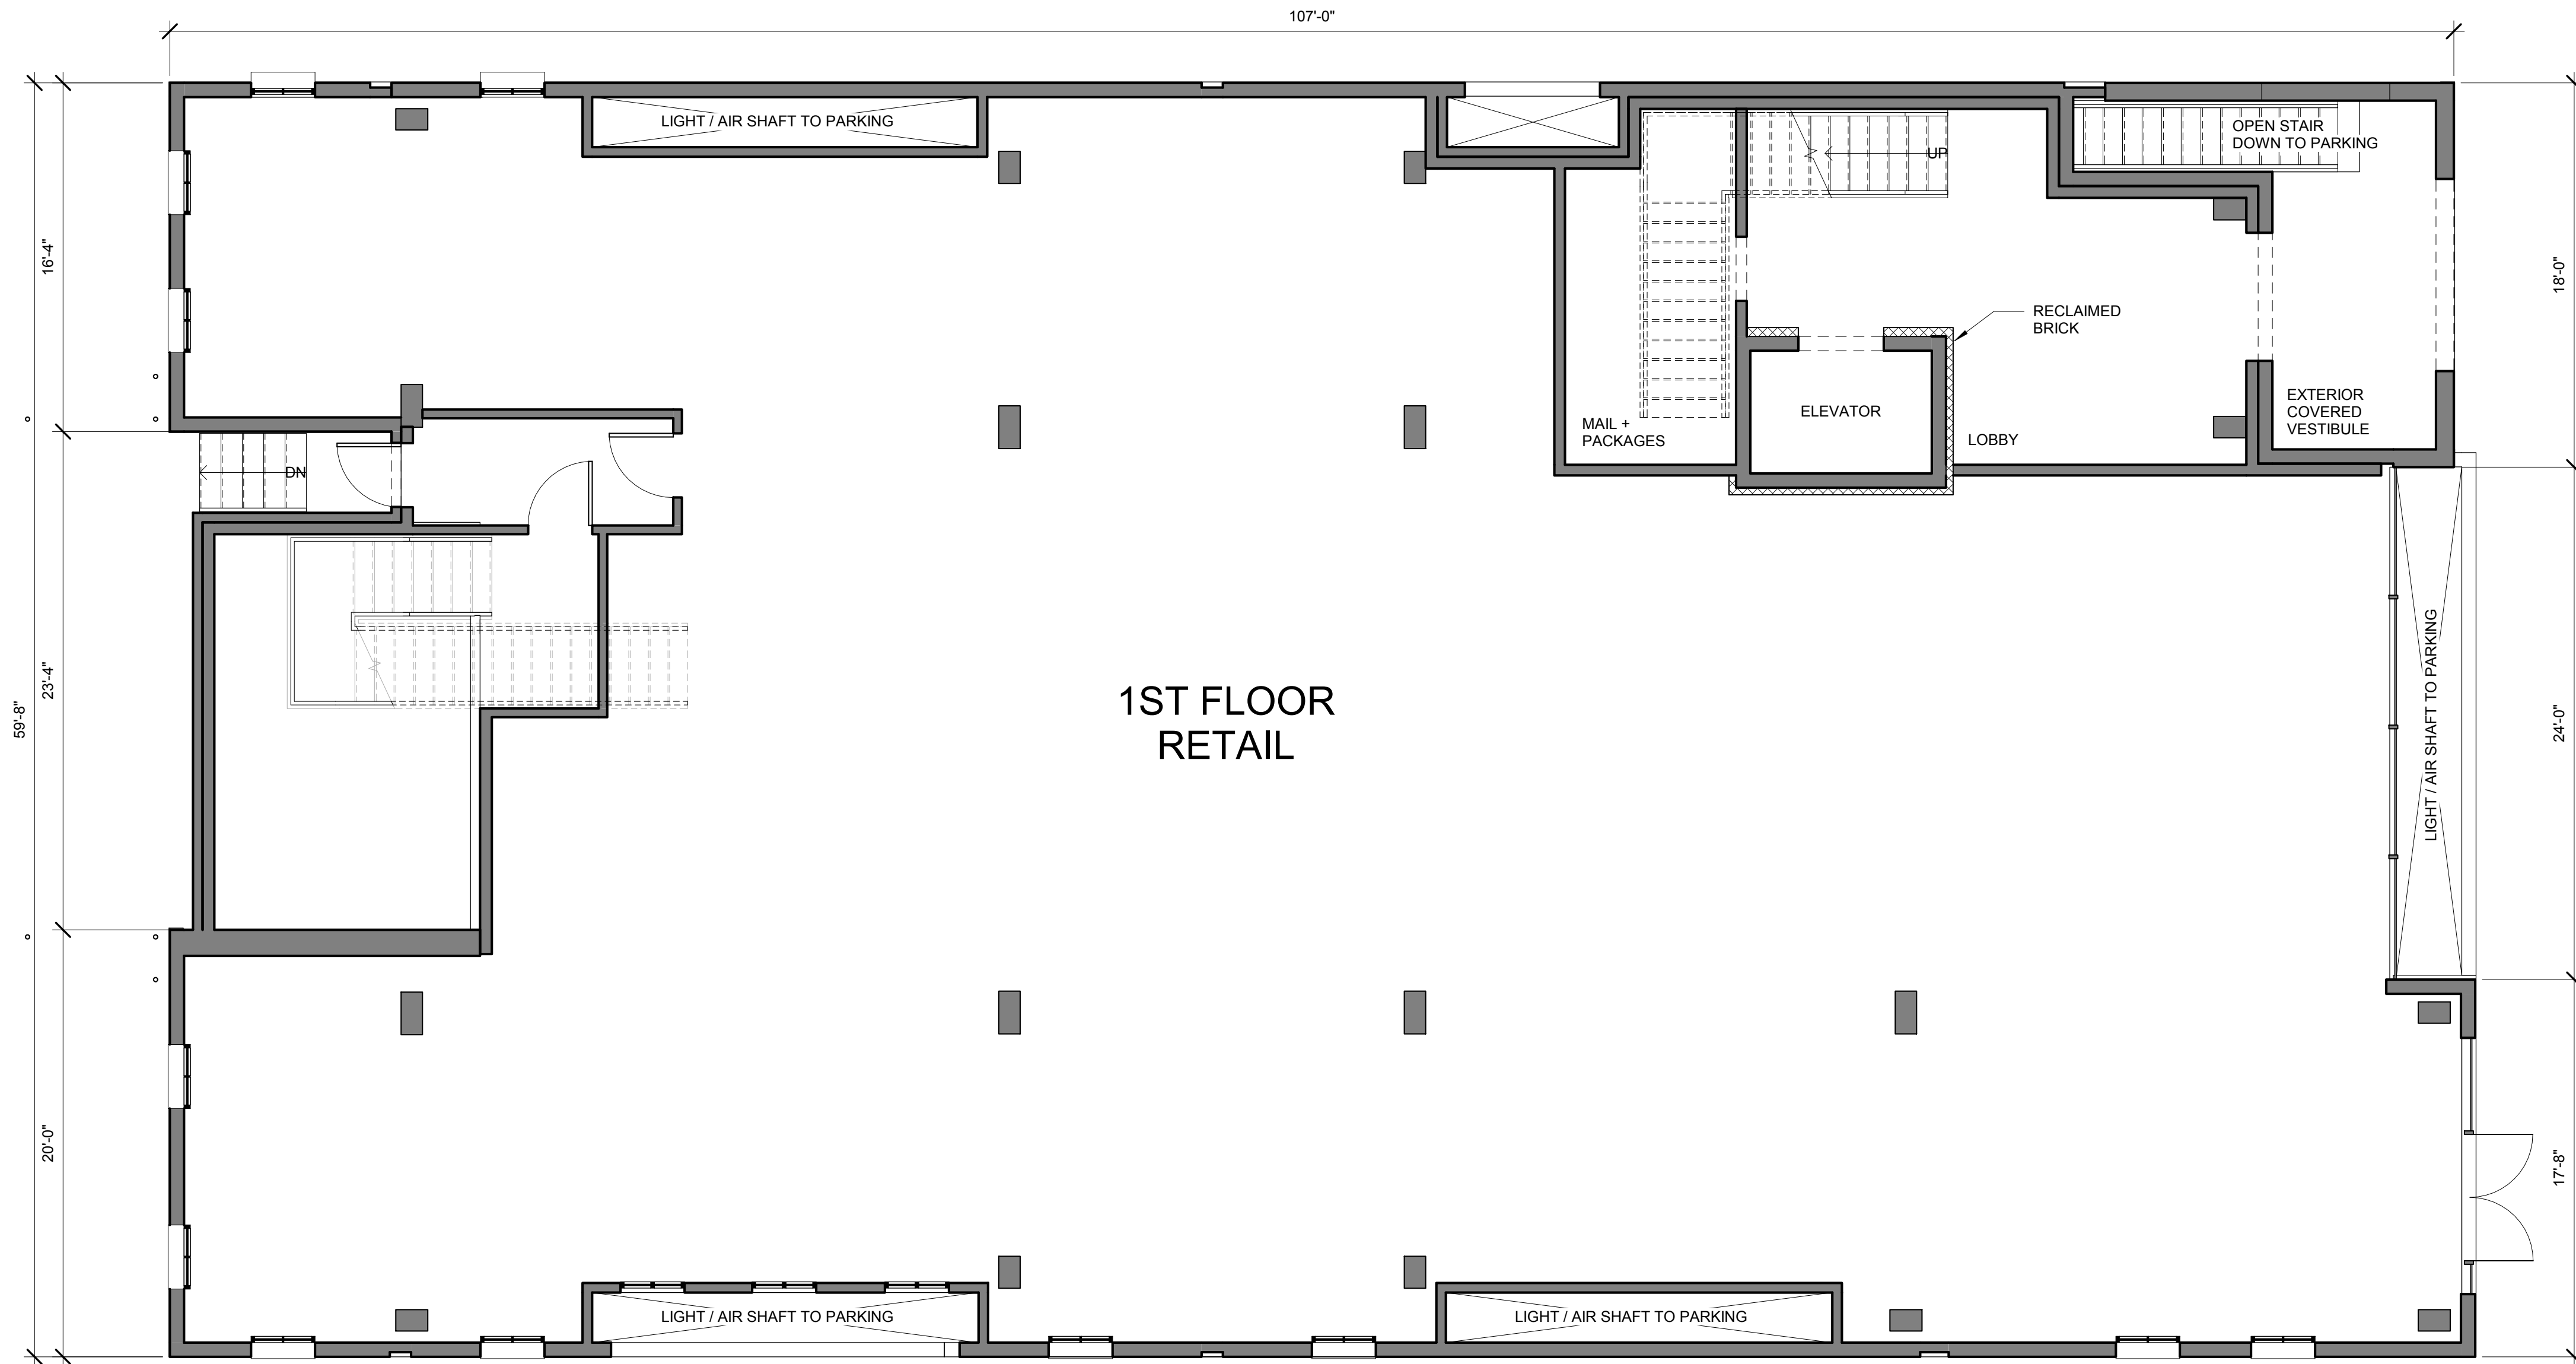 107'-0"
LIGHT / AIR SHAFT TO PARKING
OPEN STAIR
DOWN TO PARKING
UP
16'-4"
18'-0"
RECLAIMED
BRICK
EXTERIOR
COVERED
VESTIBULE
ELEVATOR
MAIL +
PACKAGES
LOBBY
DN
59'-8"
23'-4"
1ST FLOOR
RETAIL
LIGHT / AIR SHAFT TO PARKING
24'-0"
20'-0"
17'-8"
LIGHT / AIR SHAFT TO PARKING
LIGHT / AIR SHAFT TO PARKING